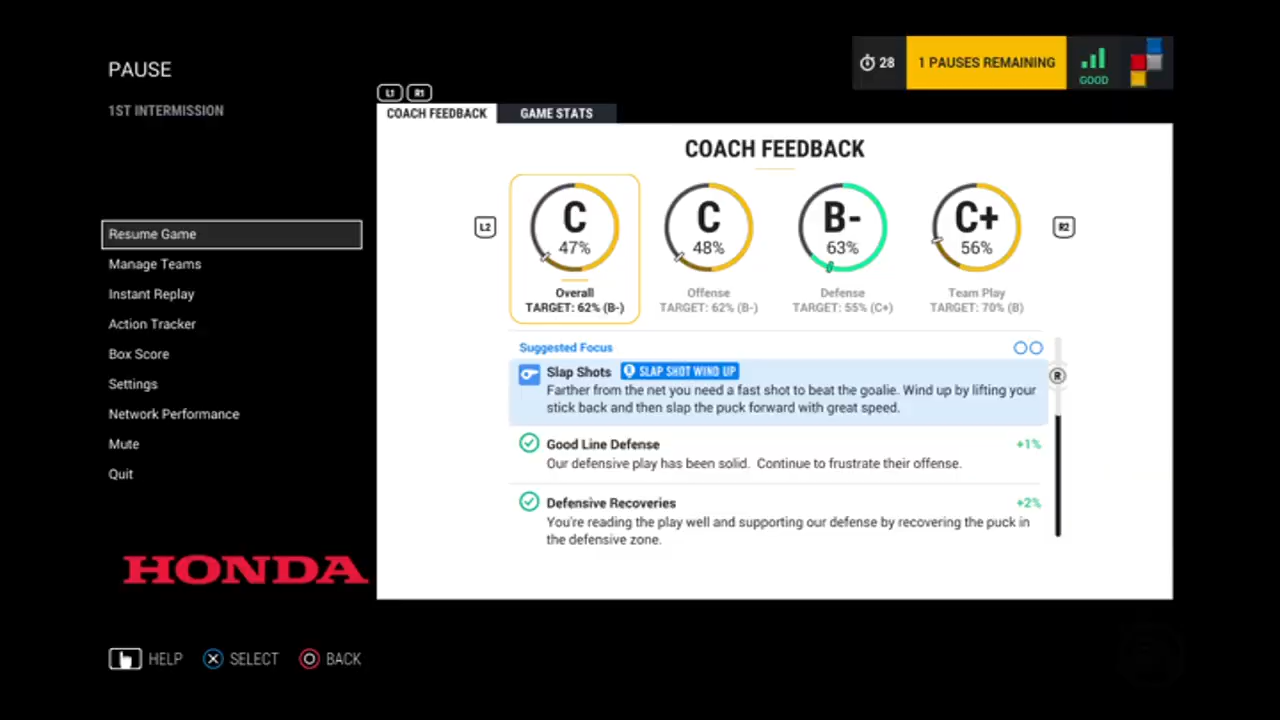 PAUSE
1ST INTERMISSION
28
1 PAUSES REMAINING
GOOD
L1 R1
COACH FEEDBACK
GAME STATS
COACH FEEDBACK
L2
C
47%
Overall
TARGET: 62% (B-)
C
48%
Offense
TARGET: 62% (B-)
B-
63%
Defense
TARGET: 55% (C+)
C+
56%
Team Play
TARGET: 70% (B)
R2
Suggested Focus
Slap Shots SLAP SHOT WIND UP
Farther from the net you need a fast shot to beat the goalie. Wind up by lifting your
stick back and then slap the puck forward with great speed.
R
Good Line Defense +1%
Our defensive play has been solid. Continue to frustrate their offense.
Defensive Recoveries +2%
You're reading the play well and supporting our defense by recovering the puck in
the defensive zone.
Resume Game
Manage Teams
Instant Replay
Action Tracker
Box Score
Settings
Network Performance
Mute
Quit
HONDA
HELP SELECT BACK